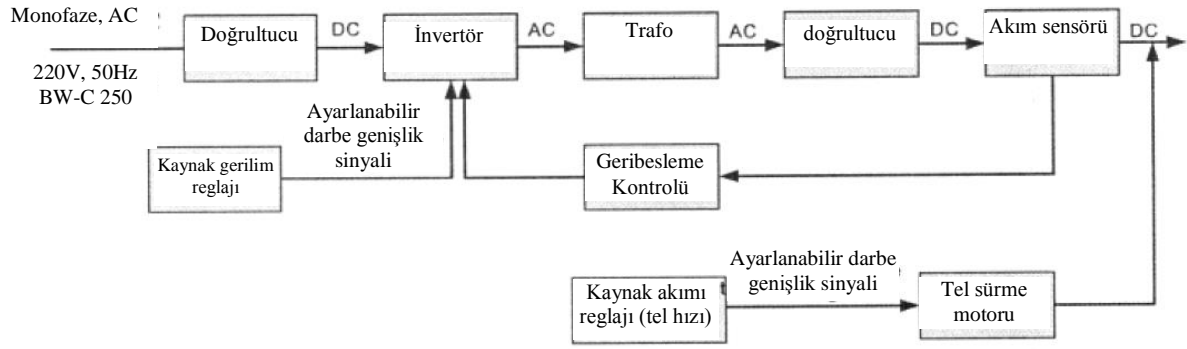 Monofaze, AC
220V, 50Hz
BW-C 250
Doğrultucu
DC
İnvertör
AC
Trafo
AC
doğrultucu
DC
Akım sensörü
DC
Ayarlanabilir
darbe genişlik
sinyali
Kaynak gerilim
reglajı
Geribesleme
Kontrolü
Ayarlanabilir darbe
genişlik sinyali
Kaynak akımı
reglajı (tel hızı)
Tel sürme
motoru